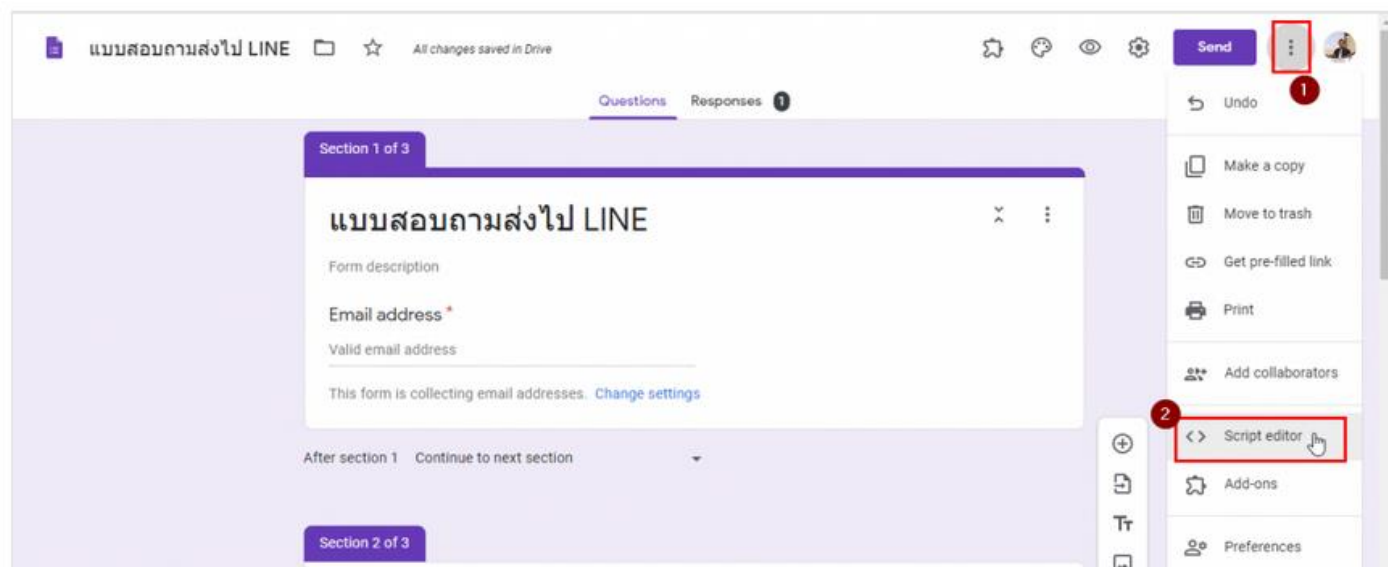 แบบสอบถามส่งไป LINE All changes saved in Drive Send
1
Questions Responses 1
Undo
Section 1 of 3
Make a copy
แบบสอบถามส่งไป LINE
Move to trash
Form description
Get pre-filled link
Email address *
Print
Valid email address
Add collaborators
This form is collecting email addresses. Change settings
2
Script editor
After section 1 Continue to next section
Add-ons
Tт
Section 2 of 3
Preferences